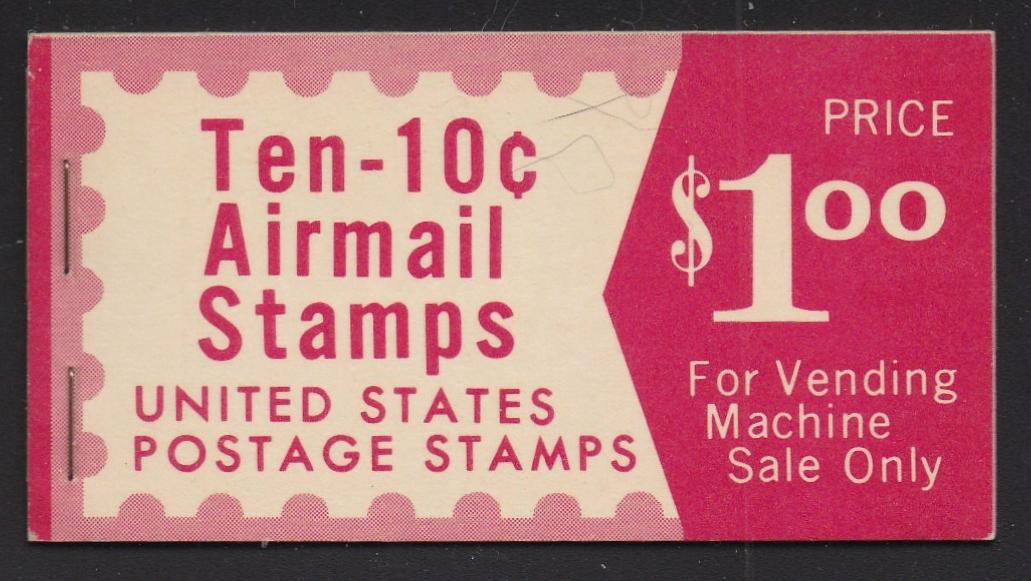 Ten-10¢
Airmail
Stamps
UNITED STATES
POSTAGE STAMPS
PRICE
$1 00
For Vending
Machine
Sale Only